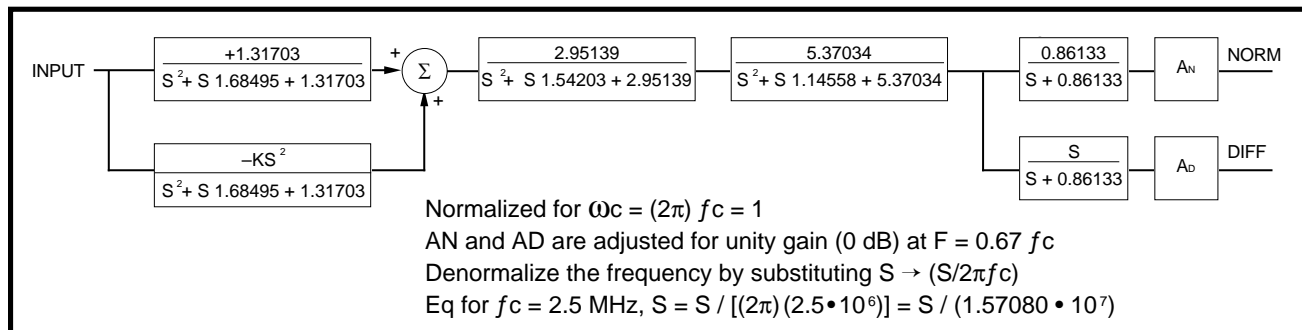 INPUT
+1.31703
S²+ S 1.68495 + 1.31703
+
Σ
+
2.95139
S²+ S 1.54203 + 2.95139
5.37034
S²+ S 1.14558 + 5.37034
0.86133
S + 0.86133
AN
NORM
–KS²
S²+ S 1.68495 + 1.31703
S
S + 0.86133
AD
DIFF
Normalized for ωc = (2π) ƒc = 1
AN and AD are adjusted for unity gain (0 dB) at F = 0.67 ƒc
Denormalize the frequency by substituting S → (S/2πƒc)
Eq for ƒc = 2.5 MHz, S = S / [(2π) (2.5•10⁶)] = S / (1.57080 • 10⁷)